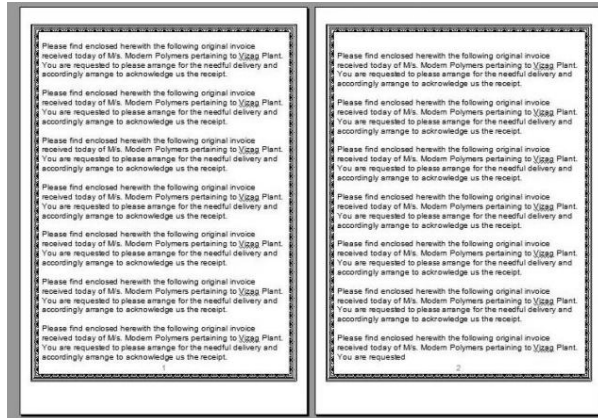 Please find enclosed herewith the following original invoice
received today of M/s. Modern Polymers pertaining to Vizag Plant.
You are requested to please arrange for the needful delivery and
accordingly arrange to acknowledge us the receipt.
Please find enclosed herewith the following original invoice
received today of M/s. Modern Polymers pertaining to Vizag Plant.
You are requested to please arrange for the needful delivery and
accordingly arrange to acknowledge us the receipt.
Please find enclosed herewith the following original invoice
received today of M/s. Modern Polymers pertaining to Vizag Plant.
You are requested to please arrange for the needful delivery and
accordingly arrange to acknowledge us the receipt.
Please find enclosed herewith the following original invoice
received today of M/s. Modern Polymers pertaining to Vizag Plant.
You are requested to please arrange for the needful delivery and
accordingly arrange to acknowledge us the receipt.
Please find enclosed herewith the following original invoice
received today of M/s. Modern Polymers pertaining to Vizag Plant.
You are requested to please arrange for the needful delivery and
accordingly arrange to acknowledge us the receipt.
Please find enclosed herewith the following original invoice
received today of M/s. Modern Polymers pertaining to Vizag Plant.
You are requested to please arrange for the needful delivery and
accordingly arrange to acknowledge us the receipt.
Please find enclosed herewith the following original invoice
received today of M/s. Modern Polymers pertaining to Vizag Plant.
You are requested to please arrange for the needful delivery and
accordingly arrange to acknowledge us the receipt.
1
Please find enclosed herewith the following original invoice
received today of M/s. Modern Polymers pertaining to Vizag Plant.
You are requested to please arrange for the needful delivery and
accordingly arrange to acknowledge us the receipt.
Please find enclosed herewith the following original invoice
received today of M/s. Modern Polymers pertaining to Vizag Plant.
You are requested to please arrange for the needful delivery and
accordingly arrange to acknowledge us the receipt.
Please find enclosed herewith the following original invoice
received today of M/s. Modern Polymers pertaining to Vizag Plant.
You are requested to please arrange for the needful delivery and
accordingly arrange to acknowledge us the receipt.
Please find enclosed herewith the following original invoice
received today of M/s. Modern Polymers pertaining to Vizag Plant.
You are requested to please arrange for the needful delivery and
accordingly arrange to acknowledge us the receipt.
Please find enclosed herewith the following original invoice
received today of M/s. Modern Polymers pertaining to Vizag Plant.
You are requested to please arrange for the needful delivery and
accordingly arrange to acknowledge us the receipt.
Please find enclosed herewith the following original invoice
received today of M/s. Modern Polymers pertaining to Vizag Plant.
You are requested to please arrange for the needful delivery and
accordingly arrange to acknowledge us the receipt.
Please find enclosed herewith the following original invoice
received today of M/s. Modern Polymers pertaining to Vizag Plant.
You are requested
2